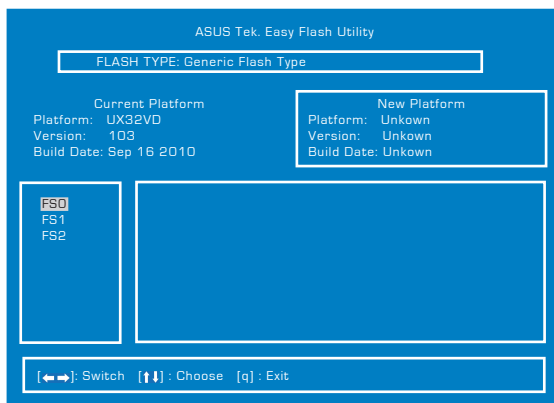 ASUS Tek. Easy Flash Utility
FLASH TYPE: Generic Flash Type
Current Platform
Platform: UX32VD
Version: 103
Build Date: Sep 16 2010
New Platform
Platform: Unkown
Version: Unkown
Build Date: Unkown
FS0
FS1
FS2
[←→]: Switch [↑↓] : Choose [q] : Exit